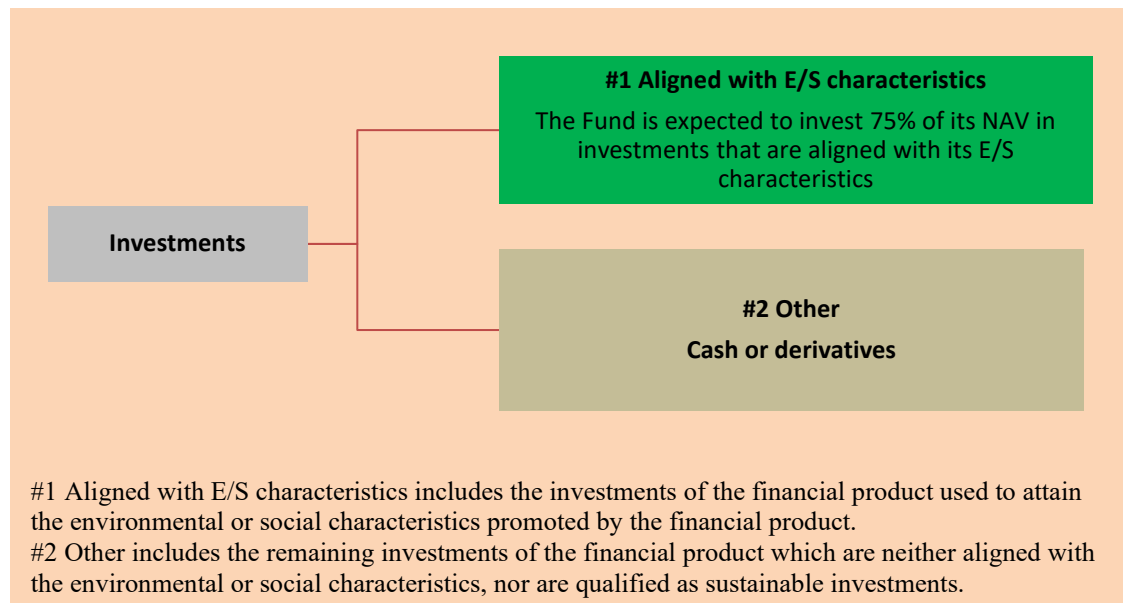 #1 Aligned with E/S characteristics
The Fund is expected to invest 75% of its NAV in
investments that are aligned with its E/S
characteristics
Investments
#2 Other
Cash or derivatives
#1 Aligned with E/S characteristics includes the investments of the financial product used to attain
the environmental or social characteristics promoted by the financial product.
#2 Other includes the remaining investments of the financial product which are neither aligned with
the environmental or social characteristics, nor are qualified as sustainable investments.